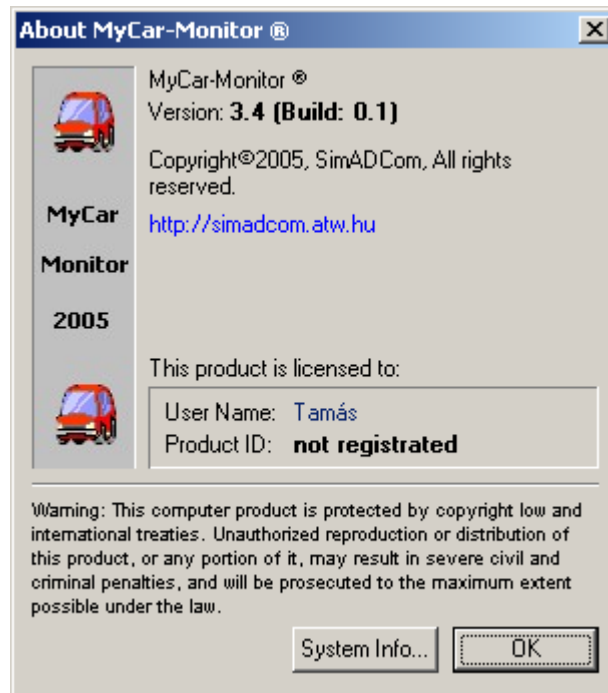 About MyCar-Monitor ®
MyCar-Monitor ®
Version: 3.4 (Build: 0.1)
Copyright©2005, SimADCom, All rights
reserved.
http://simadcom.atw.hu
MyCar
Monitor
2005
This product is licensed to:
User Name: Tamás
Product ID: not registrated
Warning: This computer product is protected by copyright low and
international treaties. Unauthorized reproduction or distribution of
this product, or any portion of it, may result in severe civil and
criminal penalties, and will be prosecuted to the maximum extent
possible under the law.
System Info... OK